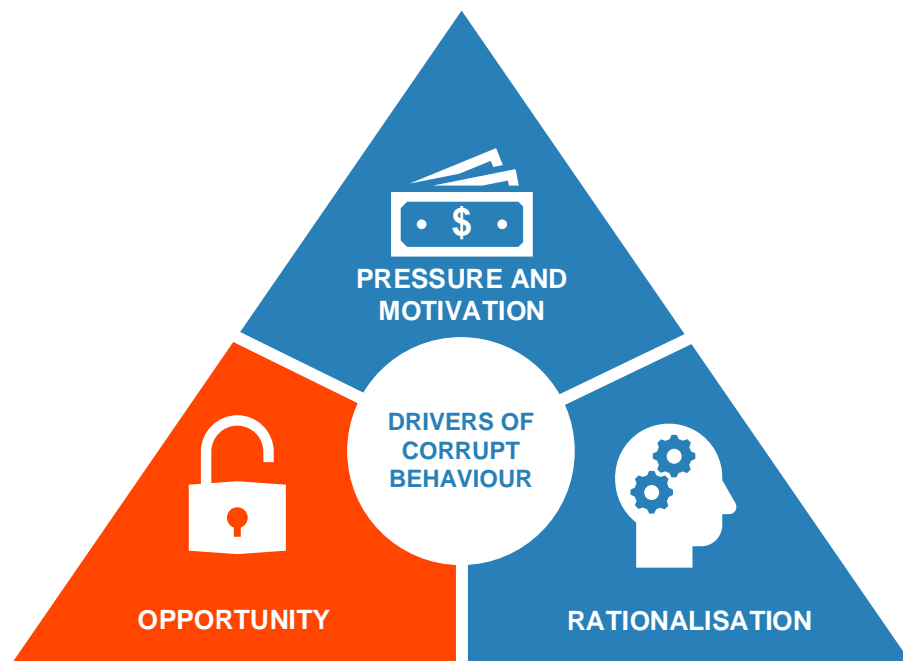 $
PRESSURE AND
MOTIVATION
DRIVERS OF
CORRUPT
BEHAVIOUR
OPPORTUNITY
RATIONALISATION